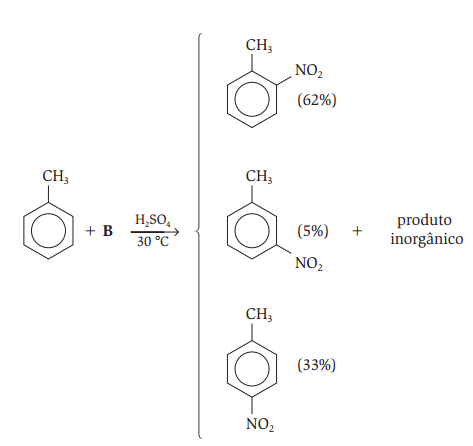 CH₃
NO₂
(62%)
CH₃
+ B
H₂SO₄
30 °C
CH₃
(5%)
NO₂
+
produto
inorgânico
CH₃
(33%)
NO₂